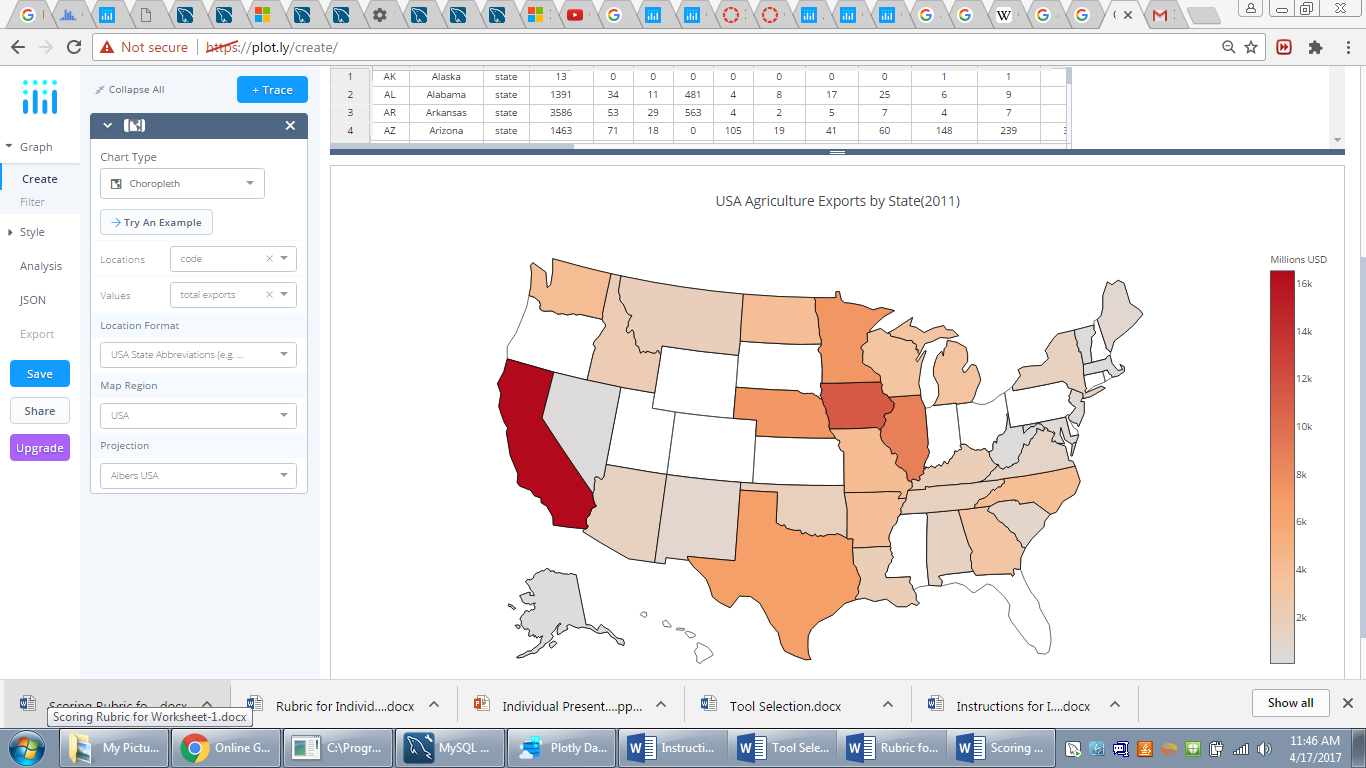 Not secure https://plot.ly/create/
Collapse All
+ Trace
Graph
Create
Filter
Style
Analysis
JSON
Export
Save
Share
Upgrade
Chart Type
Choropleth
Try An Example
Locations code
Values total exports
Location Format
USA State Abbreviations (e.g. ...
Map Region
USA
Projection
Albers USA
1 AK Alaska state 13 0 0 0 0 0 0 0 1 1
2 AL Alabama state 1391 34 11 481 4 8 17 25 6 9
3 AR Arkansas state 3586 53 29 563 4 2 5 7 4 7
4 AZ Arizona state 1463 71 18 0 105 19 41 60 148 239
USA Agriculture Exports by State(2011)
Millions USD
16k
14k
12k
10k
8k
6k
4k
2k
Scoring Rubric fo....docx
Rubric for Individ....docx
Individual Present....pp...
Tool Selection.docx
Instructions for I....docx
Show all
Scoring Rubric for Worksheet-1.docx
My Pictu...
Online G...
C:\Progr...
MySQL ...
Plotly Da...
Instructi...
Tool Sele...
Rubric fo...
Scoring ...
11:46 AM
4/17/2017